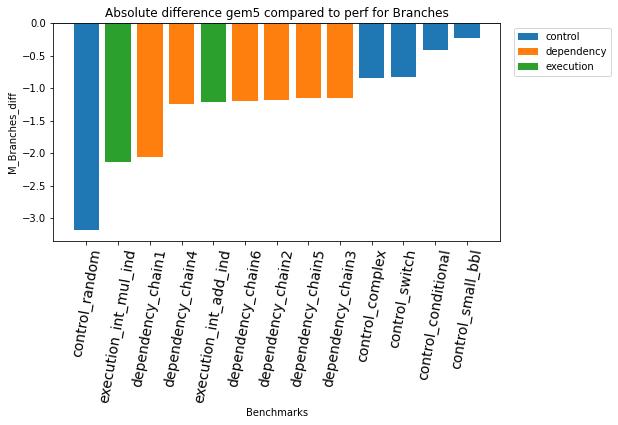 Absolute difference gem5 compared to perf for Branches
M_Branches_diff
0.0
−0.5
−1.0
−1.5
−2.0
−2.5
−3.0
control_random
execution_int_mul_ind
dependency_chain1
dependency_chain4
execution_int_add_ind
dependency_chain6
dependency_chain2
dependency_chain5
dependency_chain3
control_complex
control_switch
control_conditional
control_small_bbl
Benchmarks
control
dependency
execution